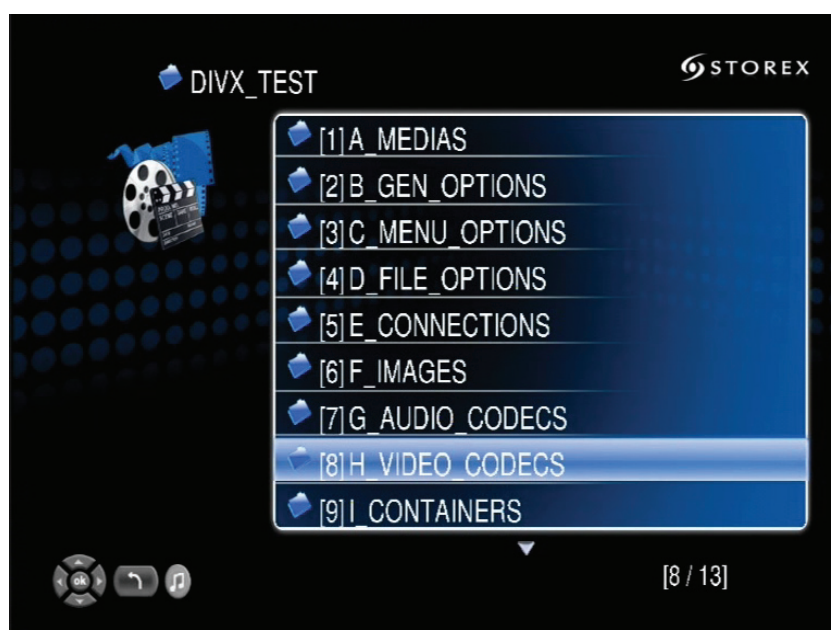 DIVX_TEST
STOREX
[1] A_MEDIAS
[2] B_GEN_OPTIONS
[3] C_MENU_OPTIONS
[4] D_FILE_OPTIONS
[5] E_CONNECTIONS
[6] F_IMAGES
[7] G_AUDIO_CODECS
[8] H_VIDEO_CODECS
[9] I_CONTAINERS
ok
[8 / 13]